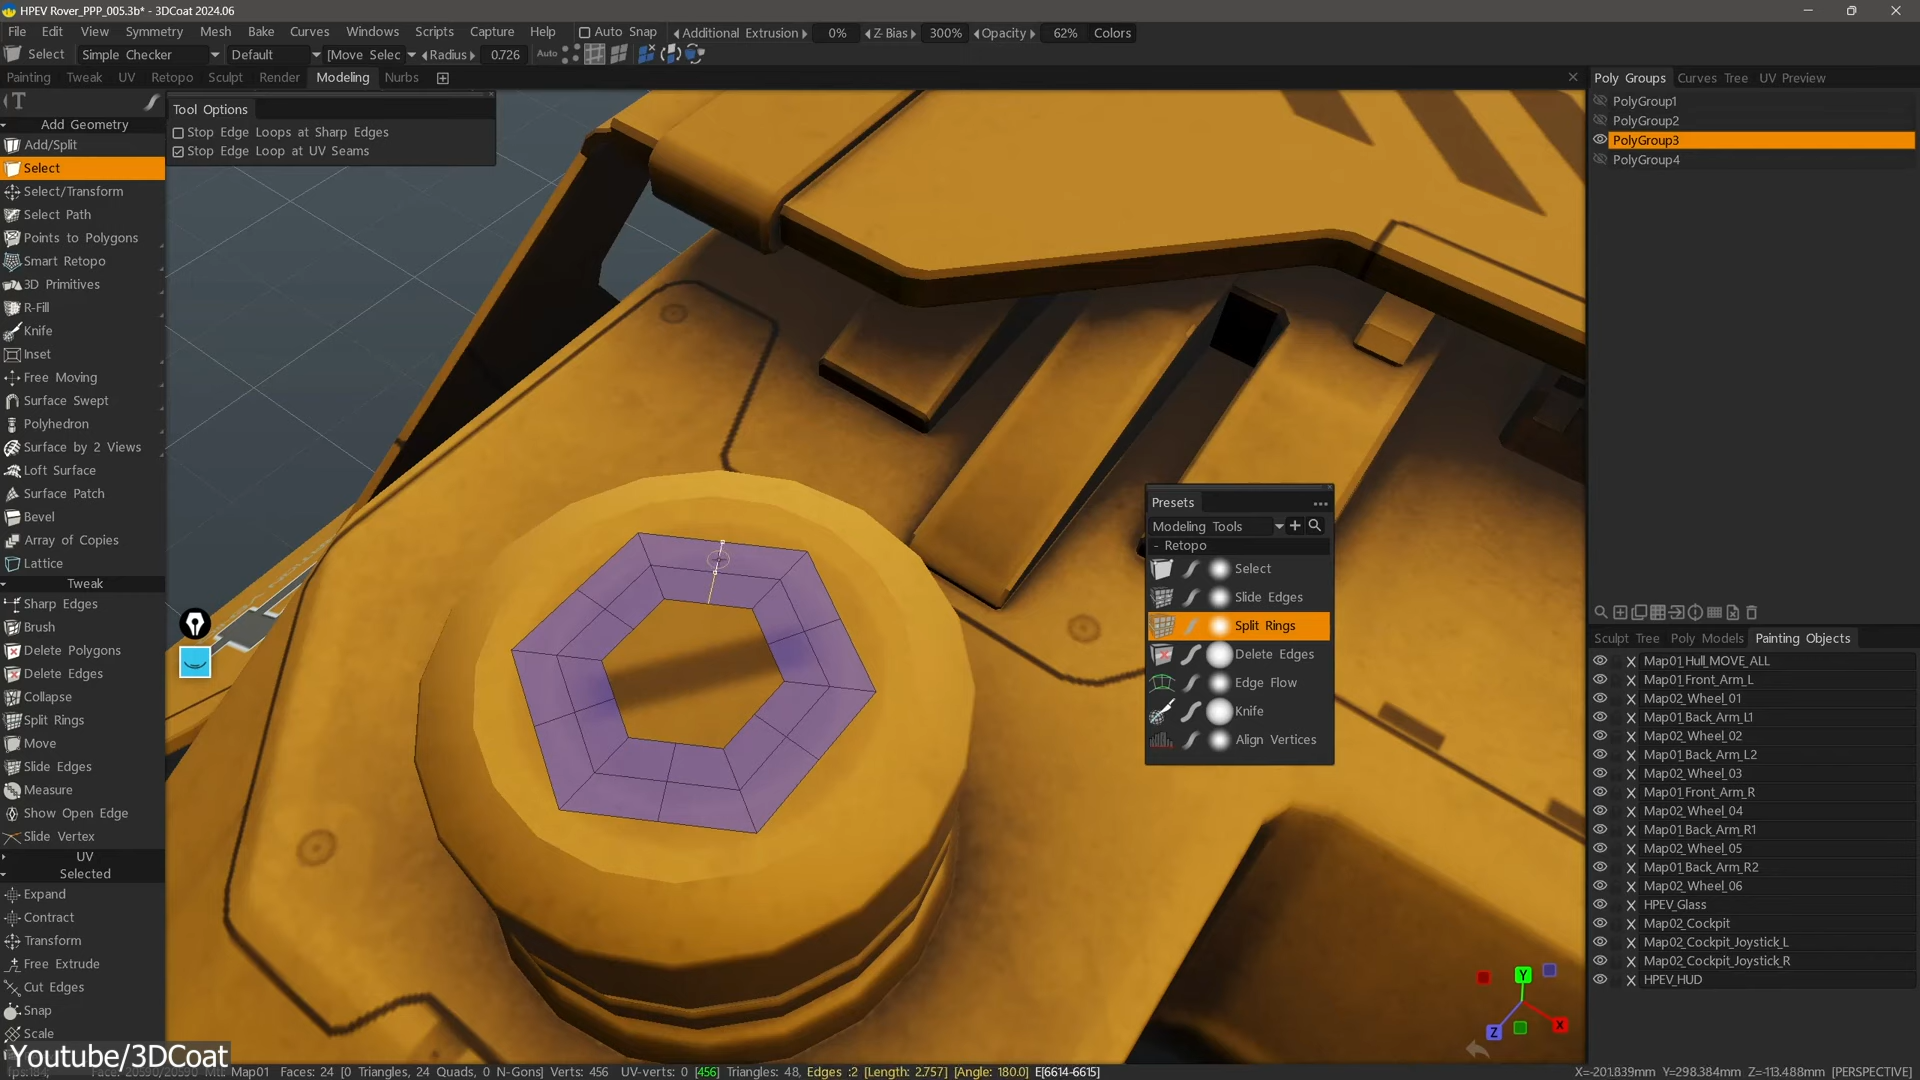 HPEV Rover_PPP_005.3b* - 3DCoat 2024.06
File Edit View Symmetry Mesh Bake Curves Windows Scripts Capture Help Auto Snap Additional Extrusion 0% Z-Bias 300% Opacity 62% Colors
Select Simple Checker Default [Move Selec Radius 0.726 Auto
Painting Tweak UV Retopo Sculpt Render Modeling Nurbs
Tool Options
Stop Edge Loops at Sharp Edges
Stop Edge Loop at UV Seams
Add Geometry
Add/Split
Select
Select/Transform
Select Path
Points to Polygons
Smart Retopo
3D Primitives
R-Fill
Knife
Inset
Free Moving
Surface Swept
Polyhedron
Surface by 2 Views
Loft Surface
Surface Patch
Bevel
Array of Copies
Lattice
Tweak
Sharp Edges
Brush
Delete Polygons
Delete Edges
Collapse
Split Rings
Move
Slide Edges
Measure
Show Open Edge
Slide Vertex
UV
Selected
Expand
Contract
Transform
Free Extrude
Cut Edges
Snap
Scale
Youtube/3DCoat
Presets
Modeling Tools
- Retopo
Select
Slide Edges
Split Rings
Delete Edges
Edge Flow
Knife
Align Vertices
Poly Groups Curves Tree UV Preview
PolyGroup1
PolyGroup2
PolyGroup3
PolyGroup4
Sculpt Tree Poly Models Painting Objects
Map01_Hull_MOVE_ALL
Map01_Front_Arm_L
Map02_Wheel_01
Map01_Back_Arm_L1
Map02_Wheel_02
Map01_Back_Arm_L2
Map02_Wheel_03
Map01_Front_Arm_R
Map02_Wheel_04
Map01_Back_Arm_R1
Map02_Wheel_05
Map01_Back_Arm_R2
Map02_Wheel_06
HPEV_Glass
Map02_Cockpit
Map02_Cockpit_Joystick_L
Map02_Cockpit_Joystick_R
HPEV_HUD
Y
Z
X
Map01 Faces: 24 [0 Triangles, 24 Quads, 0 N-Gons] Verts: 456 UV-verts: 0 [456] Triangles: 48, Edges :2 [Length: 2.757] [Angle: 180.0] E[6614-6615] X=-201.839mm Y=298.384mm Z=-113.488mm [PERSPECTIVE]